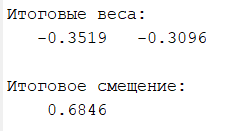 Итоговые веса:
-0.3519 -0.3096
Итоговое смещение:
0.6846